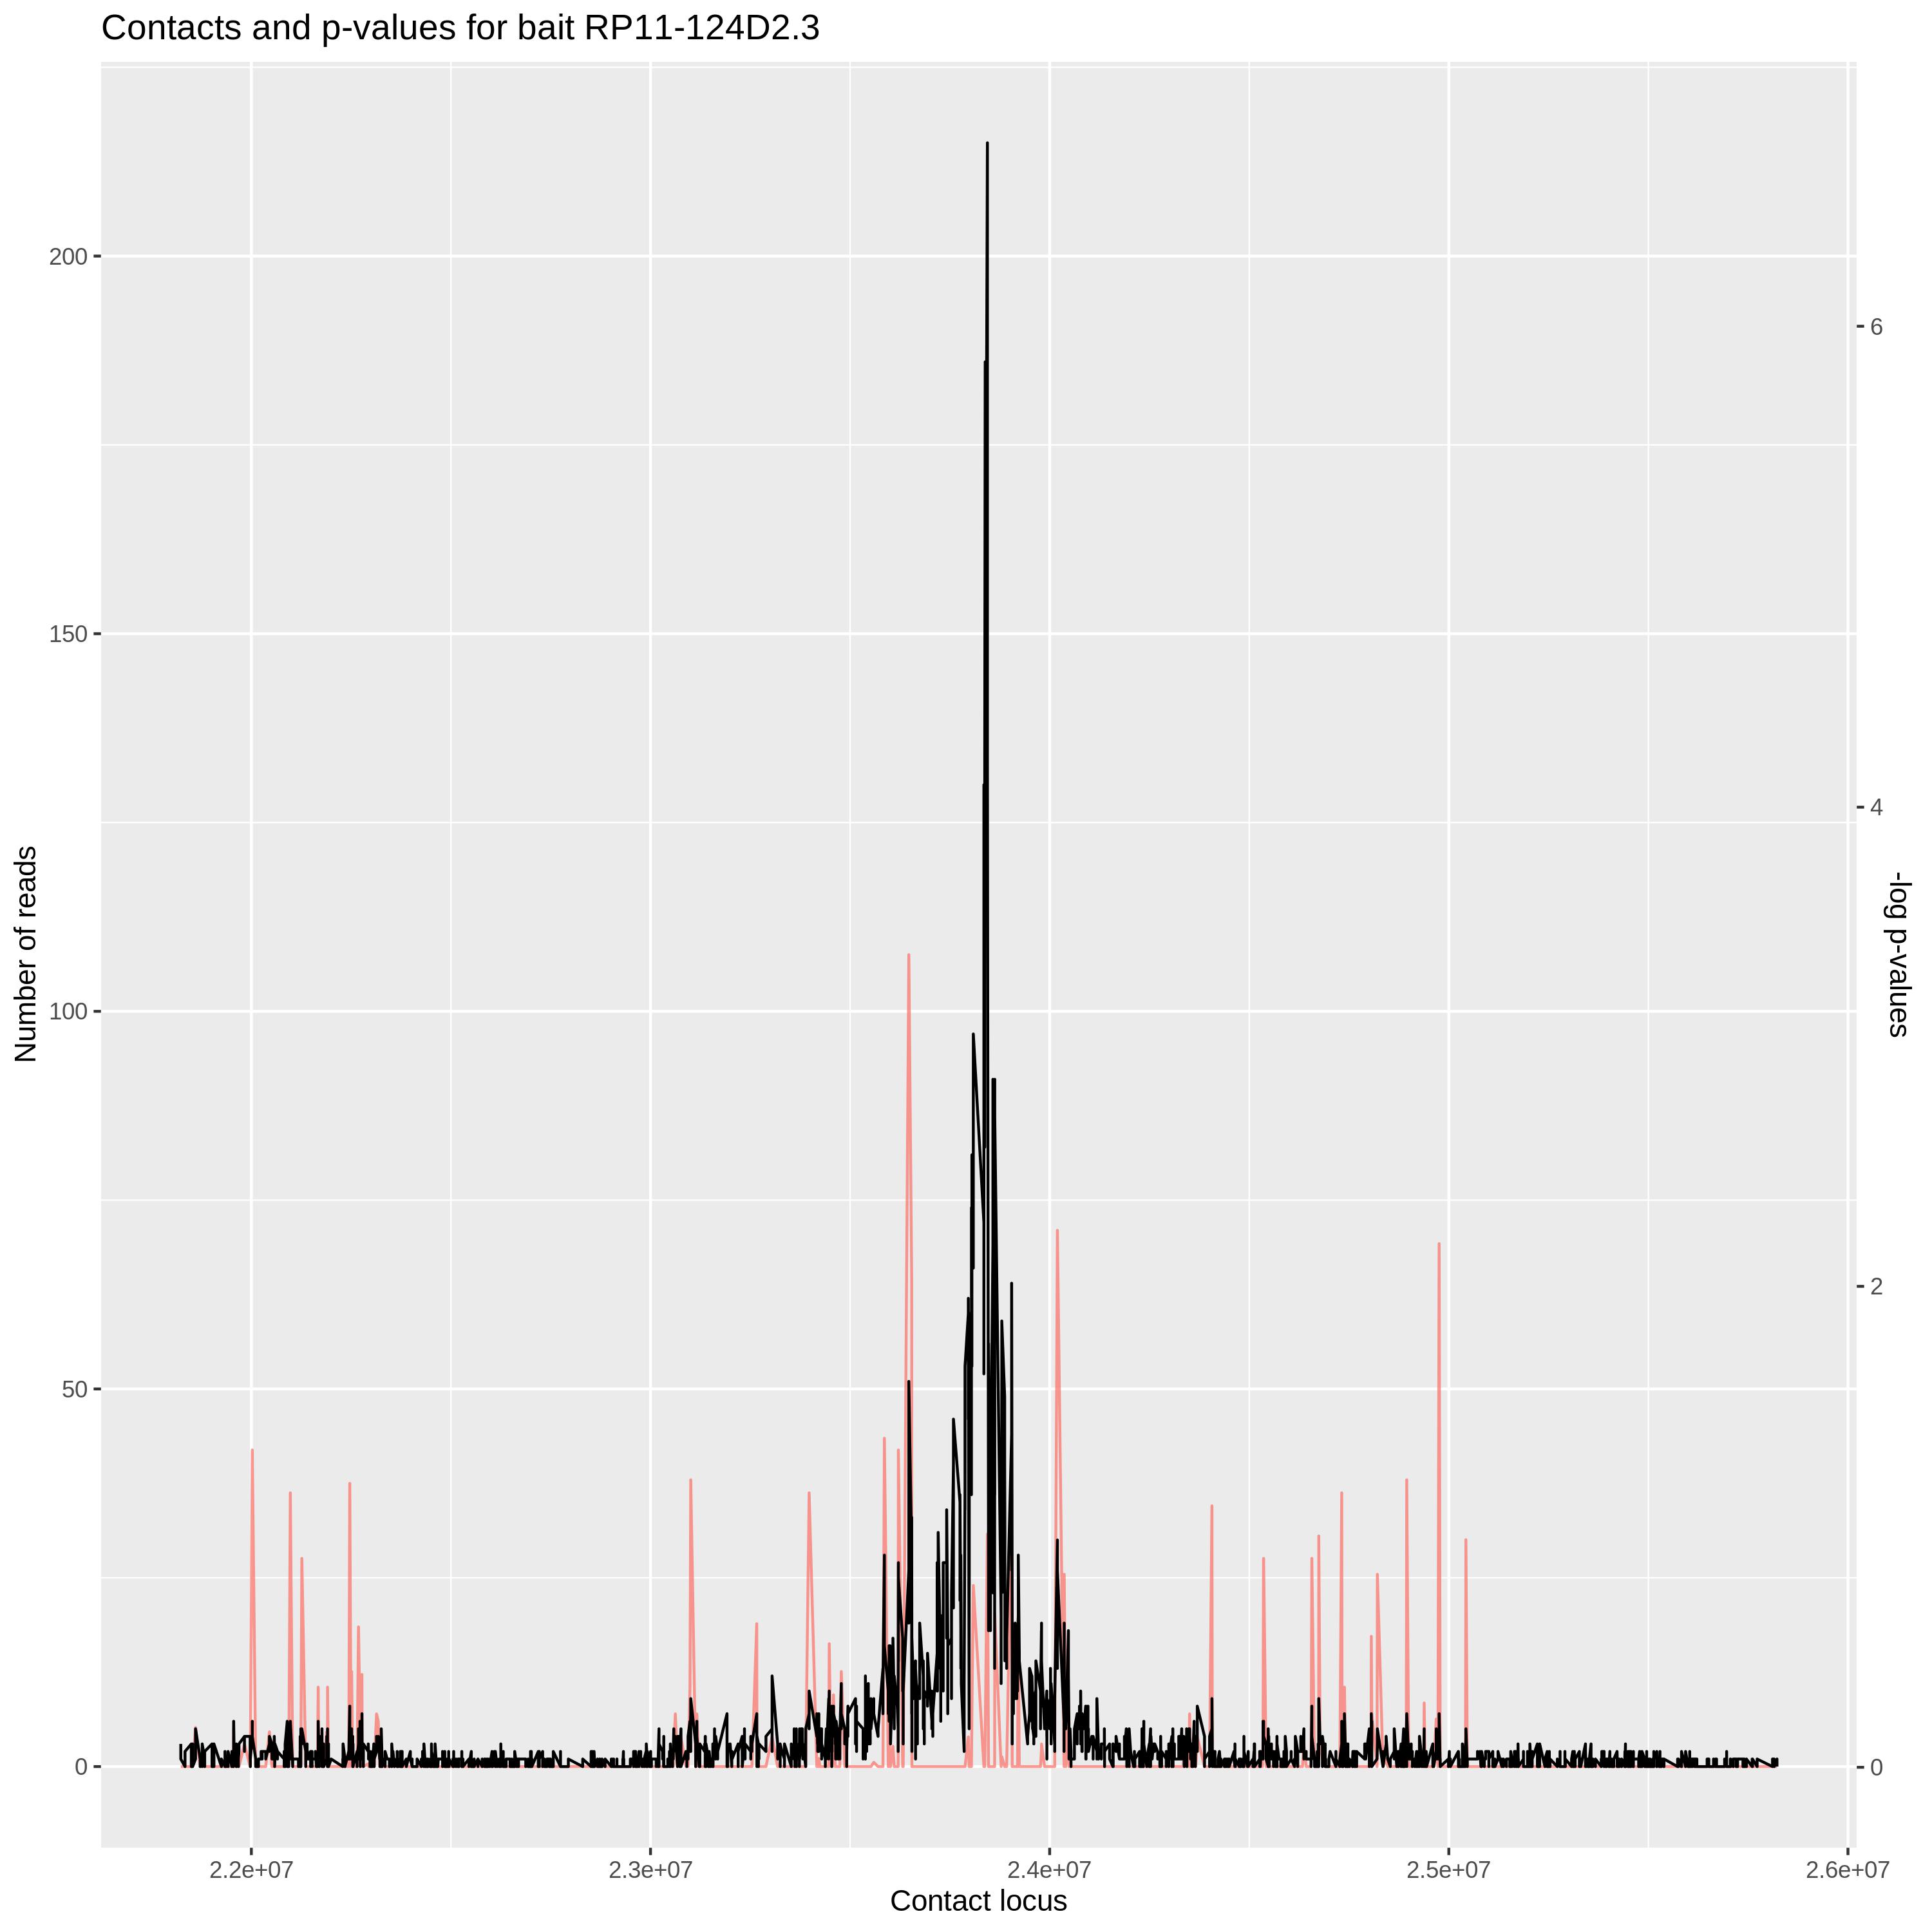 Contacts and p-values for bait RP11-124D2.3
200
150
100
50
0
Number of reads
6
4
2
0
-log p-values
2.2e+07
2.3e+07
2.4e+07
2.5e+07
2.6e+07
Contact locus